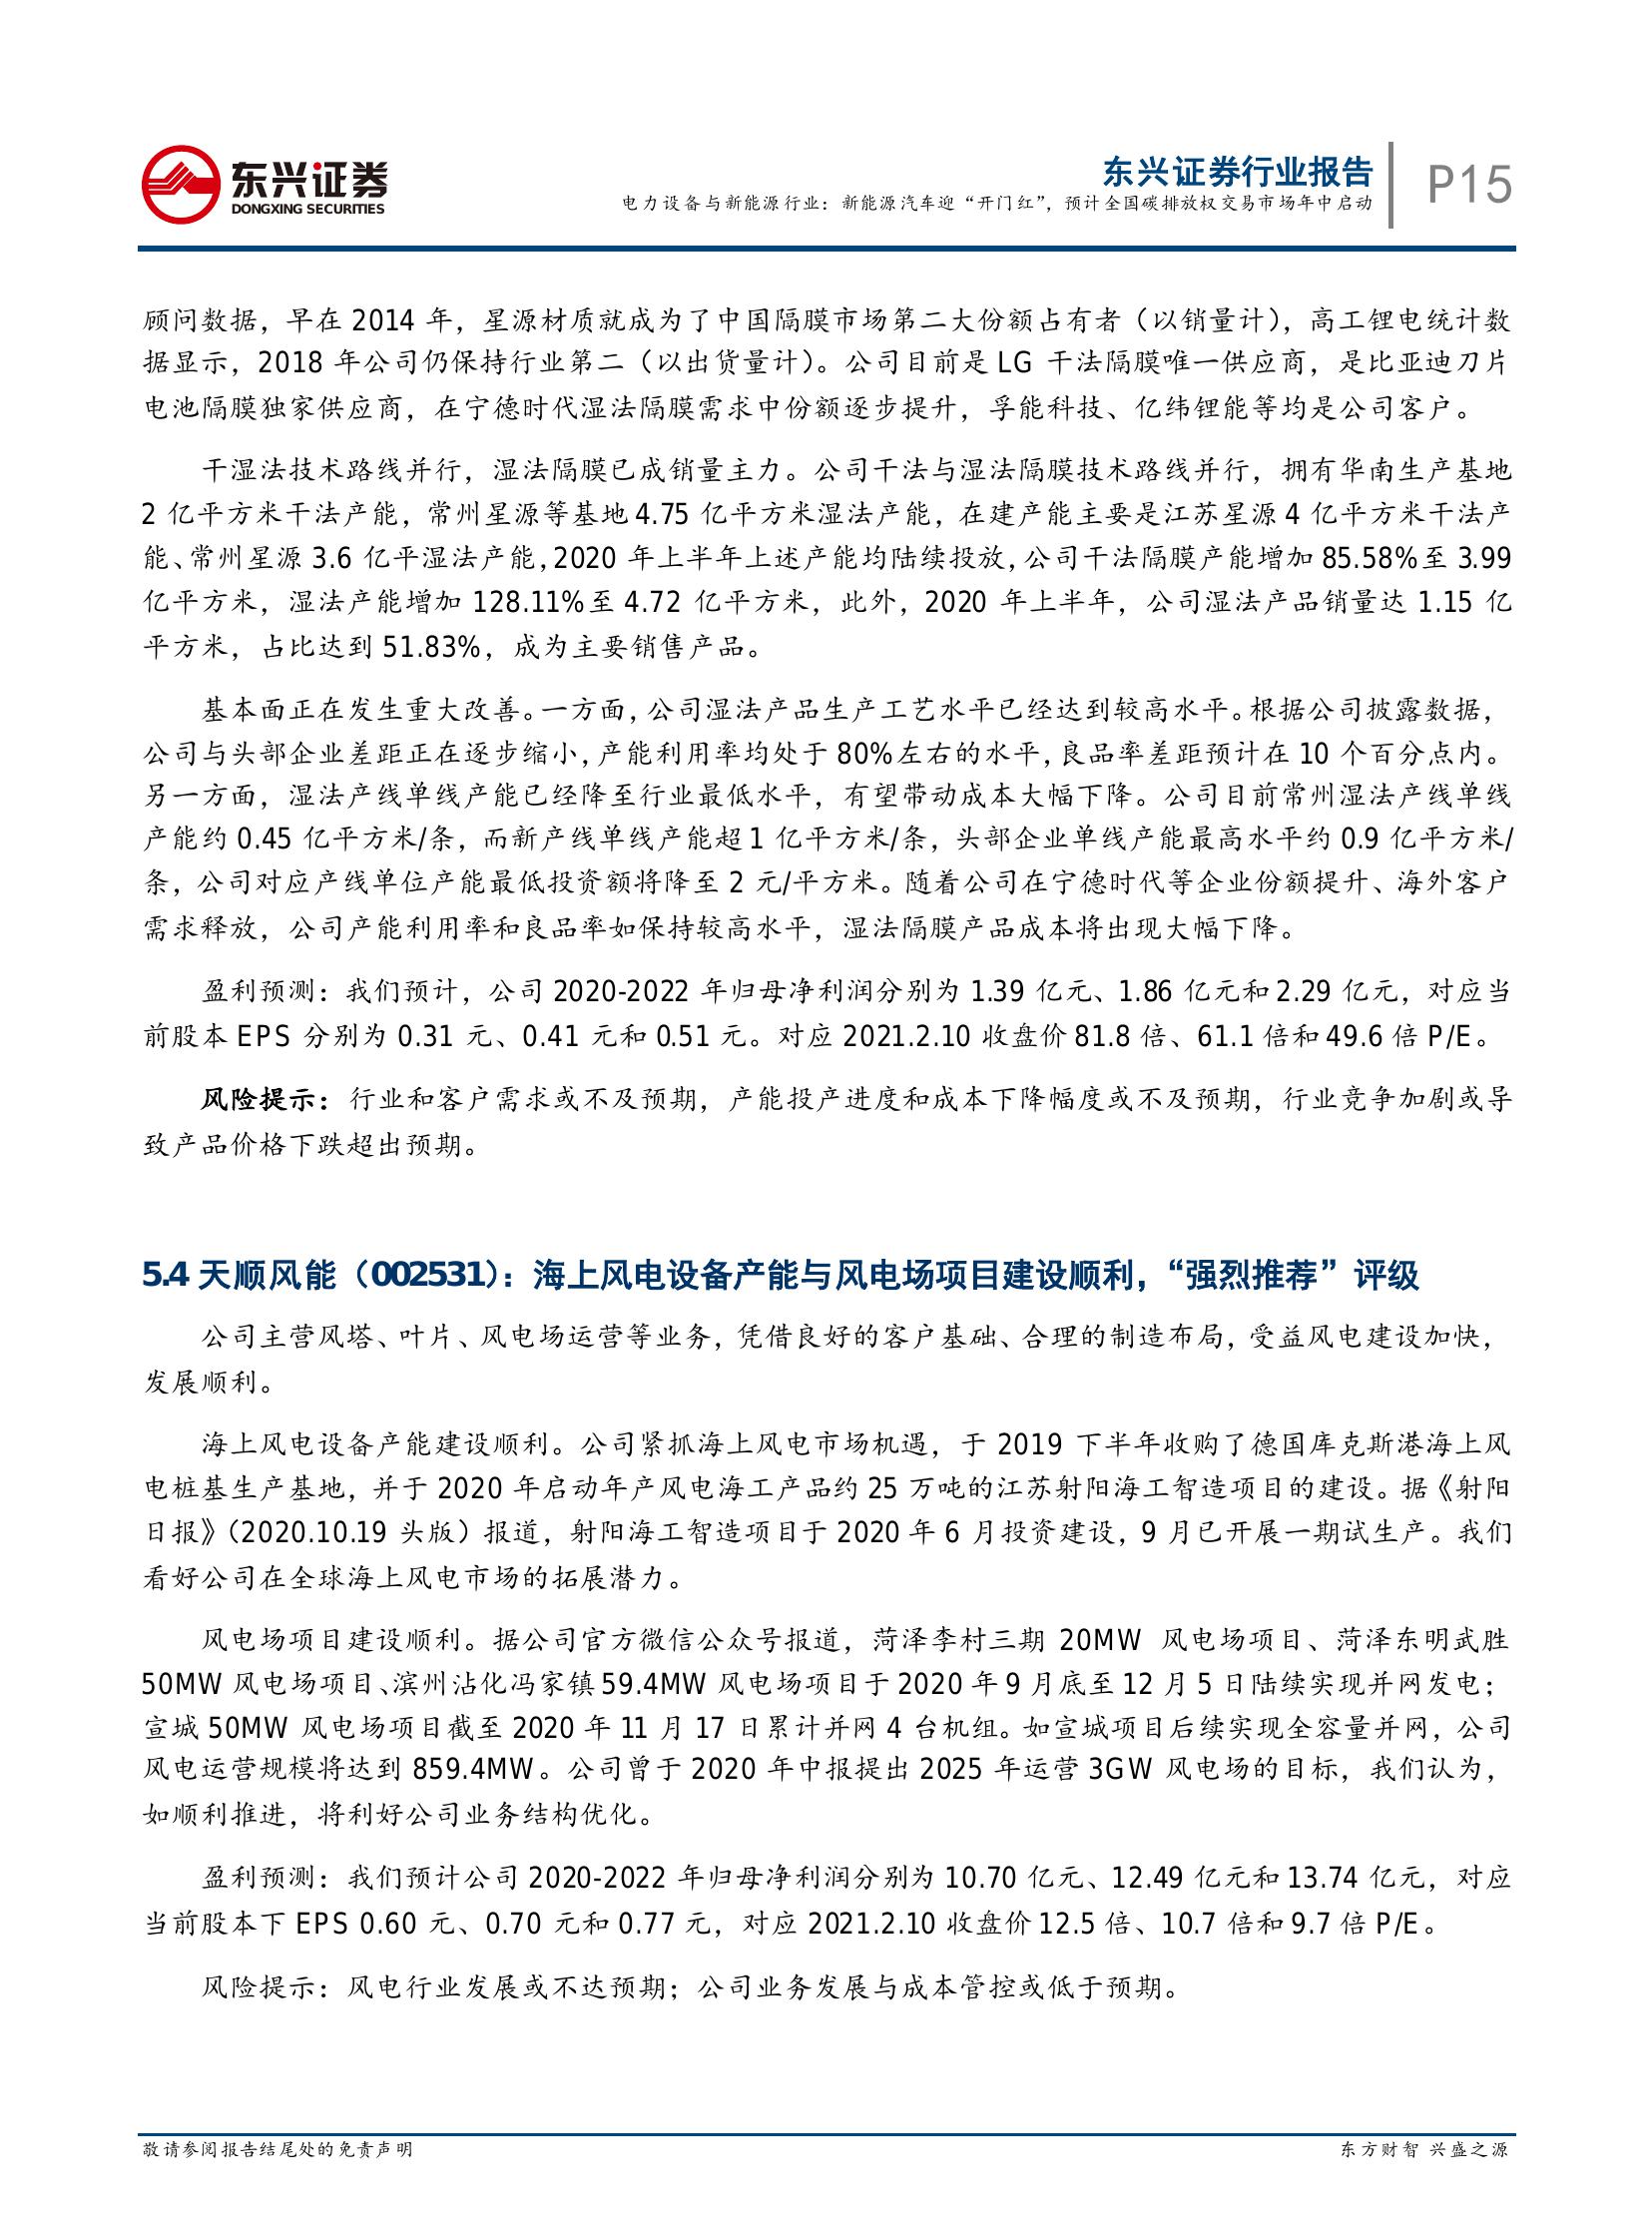 东兴证券
DONGXING SECURITIES
东兴证券行业报告
电力设备与新能源行业：新能源汽车迎“开门红”，预计全国碳排放权交易市场年中启动
P15
顾问数据，早在 2014 年，星源材质就成为了中国隔膜市场第二大份额占有者（以销量计），高工锂电统计数
据显示，2018 年公司仍保持行业第二（以出货量计）。公司目前是 LG 干法隔膜唯一供应商，是比亚迪刀片
电池隔膜独家供应商，在宁德时代湿法隔膜需求中份额逐步提升，孚能科技、亿纬锂能等均是公司客户。
干湿法技术路线并行，湿法隔膜已成销量主力。公司干法与湿法隔膜技术路线并行，拥有华南生产基地
2 亿平方米干法产能，常州星源等基地 4.75 亿平方米湿法产能，在建产能主要是江苏星源 4 亿平方米干法产
能、常州星源 3.6 亿平湿法产能，2020 年上半年上述产能均陆续投放，公司干法隔膜产能增加 85.58%至 3.99
亿平方米，湿法产能增加 128.11%至 4.72 亿平方米，此外，2020 年上半年，公司湿法产品销量达 1.15 亿
平方米，占比达到 51.83%，成为主要销售产品。
基本面正在发生重大改善。一方面，公司湿法产品生产工艺水平已经达到较高水平。根据公司披露数据，
公司与头部企业差距正在逐步缩小，产能利用率均处于 80%左右的水平，良品率差距预计在 10 个百分点内。
另一方面，湿法产线单线产能已经降至行业最低水平，有望带动成本大幅下降。公司目前常州湿法产线单线
产能约 0.45 亿平方米/条，而新产线单线产能超 1 亿平方米/条，头部企业单线产能最高水平约 0.9 亿平方米/
条，公司对应产线单位产能最低投资额将降至 2 元/平方米。随着公司在宁德时代等企业份额提升、海外客户
需求释放，公司产能利用率和良品率如保持较高水平，湿法隔膜产品成本将出现大幅下降。
盈利预测：我们预计，公司 2020-2022 年归母净利润分别为 1.39 亿元、1.86 亿元和 2.29 亿元，对应当
前股本 EPS 分别为 0.31 元、0.41 元和 0.51 元。对应 2021.2.10 收盘价 81.8 倍、61.1 倍和 49.6 倍 P/E。
风险提示：行业和客户需求或不及预期，产能投产进度和成本下降幅度或不及预期，行业竞争加剧或导
致产品价格下跌超出预期。
5.4 天顺风能（002531）：海上风电设备产能与风电场项目建设顺利，“强烈推荐”评级
公司主营风塔、叶片、风电场运营等业务，凭借良好的客户基础、合理的制造布局，受益风电建设加快，
发展顺利。
海上风电设备产能建设顺利。公司紧抓海上风电市场机遇，于 2019 下半年收购了德国库克斯港海上风
电桩基生产基地，并于 2020 年启动年产风电海工产品约 25 万吨的江苏射阳海工智造项目的建设。据《射阳
日报》（2020.10.19 头版）报道，射阳海工智造项目于 2020 年 6 月投资建设，9 月已开展一期试生产。我们
看好公司在全球海上风电市场的拓展潜力。
风电场项目建设顺利。据公司官方微信公众号报道，菏泽李村三期 20MW 风电场项目、菏泽东明武胜
50MW 风电场项目、滨州沾化冯家镇 59.4MW 风电场项目于 2020 年 9 月底至 12 月 5 日陆续实现并网发电；
宣城 50MW 风电场项目截至 2020 年 11 月 17 日累计并网 4 台机组。如宣城项目后续实现全容量并网，公司
风电运营规模将达到 859.4MW。公司曾于 2020 年中报提出 2025 年运营 3GW 风电场的目标，我们认为，
如顺利推进，将利好公司业务结构优化。
盈利预测：我们预计公司 2020-2022 年归母净利润分别为 10.70 亿元、12.49 亿元和 13.74 亿元，对应
当前股本下 EPS 0.60 元、0.70 元和 0.77 元，对应 2021.2.10 收盘价 12.5 倍、10.7 倍和 9.7 倍 P/E。
风险提示：风电行业发展或不达预期；公司业务发展与成本管控或低于预期。
敬请参阅报告结尾处的免责声明
东方财智 兴盛之源